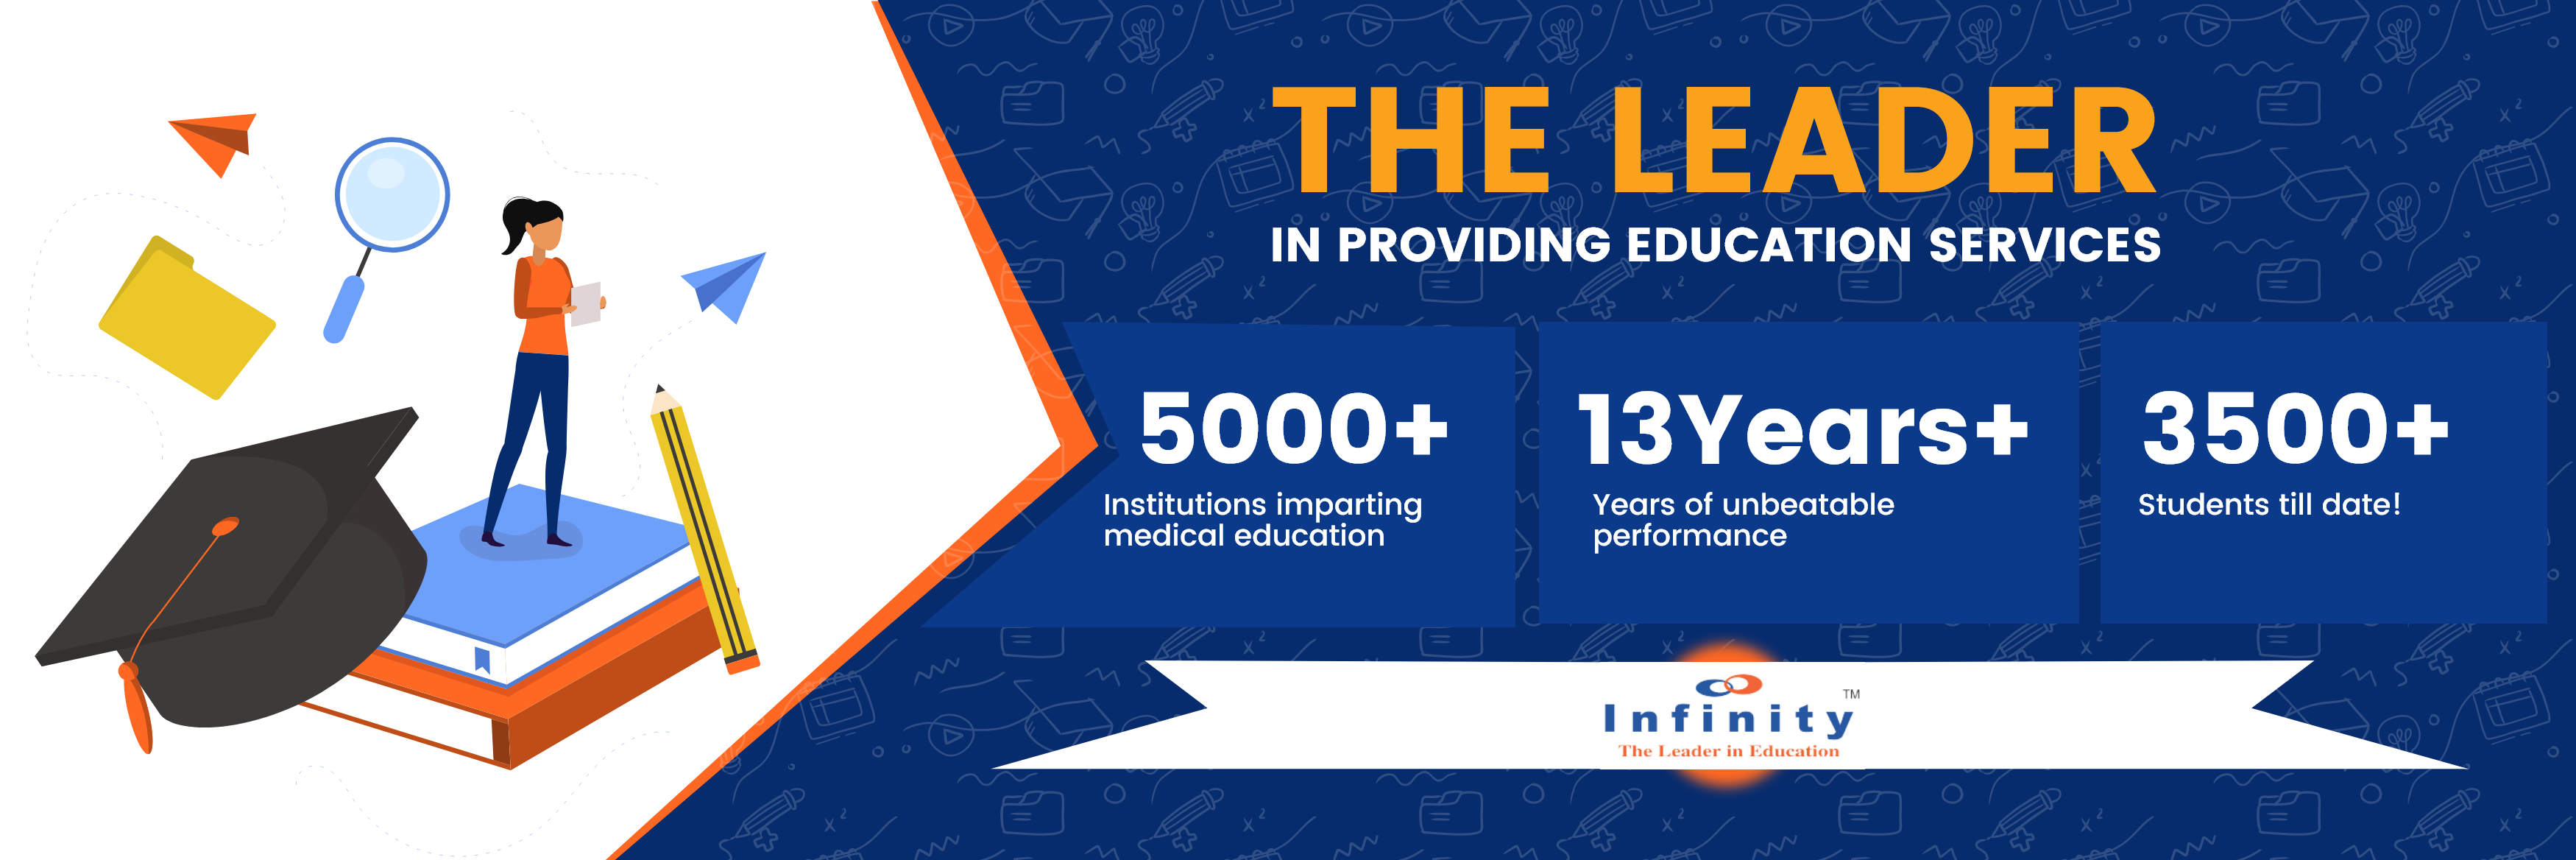 THE LEADER
IN PROVIDING EDUCATION SERVICES
5000+
Institutions imparting
medical education
13Years+
Years of unbeatable
performance
3500+
Students till date!
Infinity TM
The Leader in Education